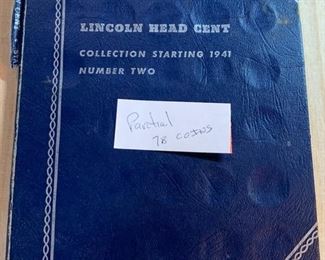 LINCOLN HEAD CENT
COLLECTION STARTING 1941
NUMBER TWO
Partial
78 coins